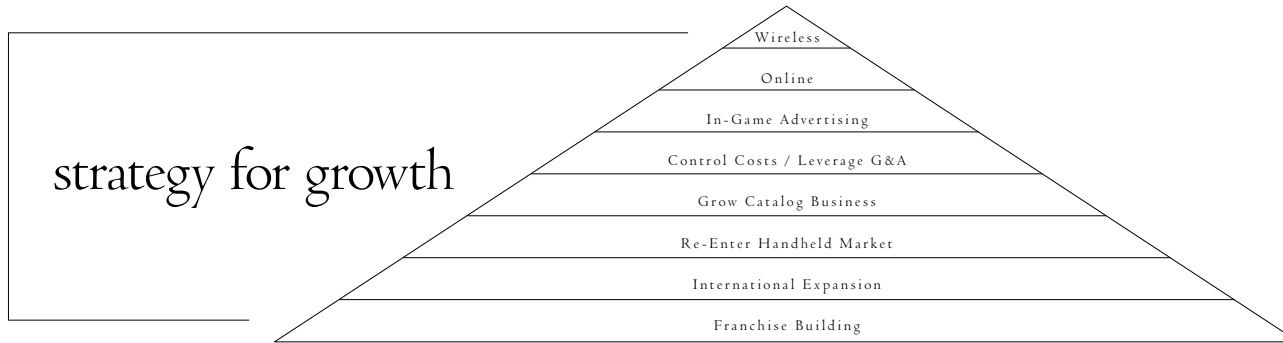 strategy for growth
Wireless
Online
In-Game Advertising
Control Costs / Leverage G&A
Grow Catalog Business
Re-Enter Handheld Market
International Expansion
Franchise Building